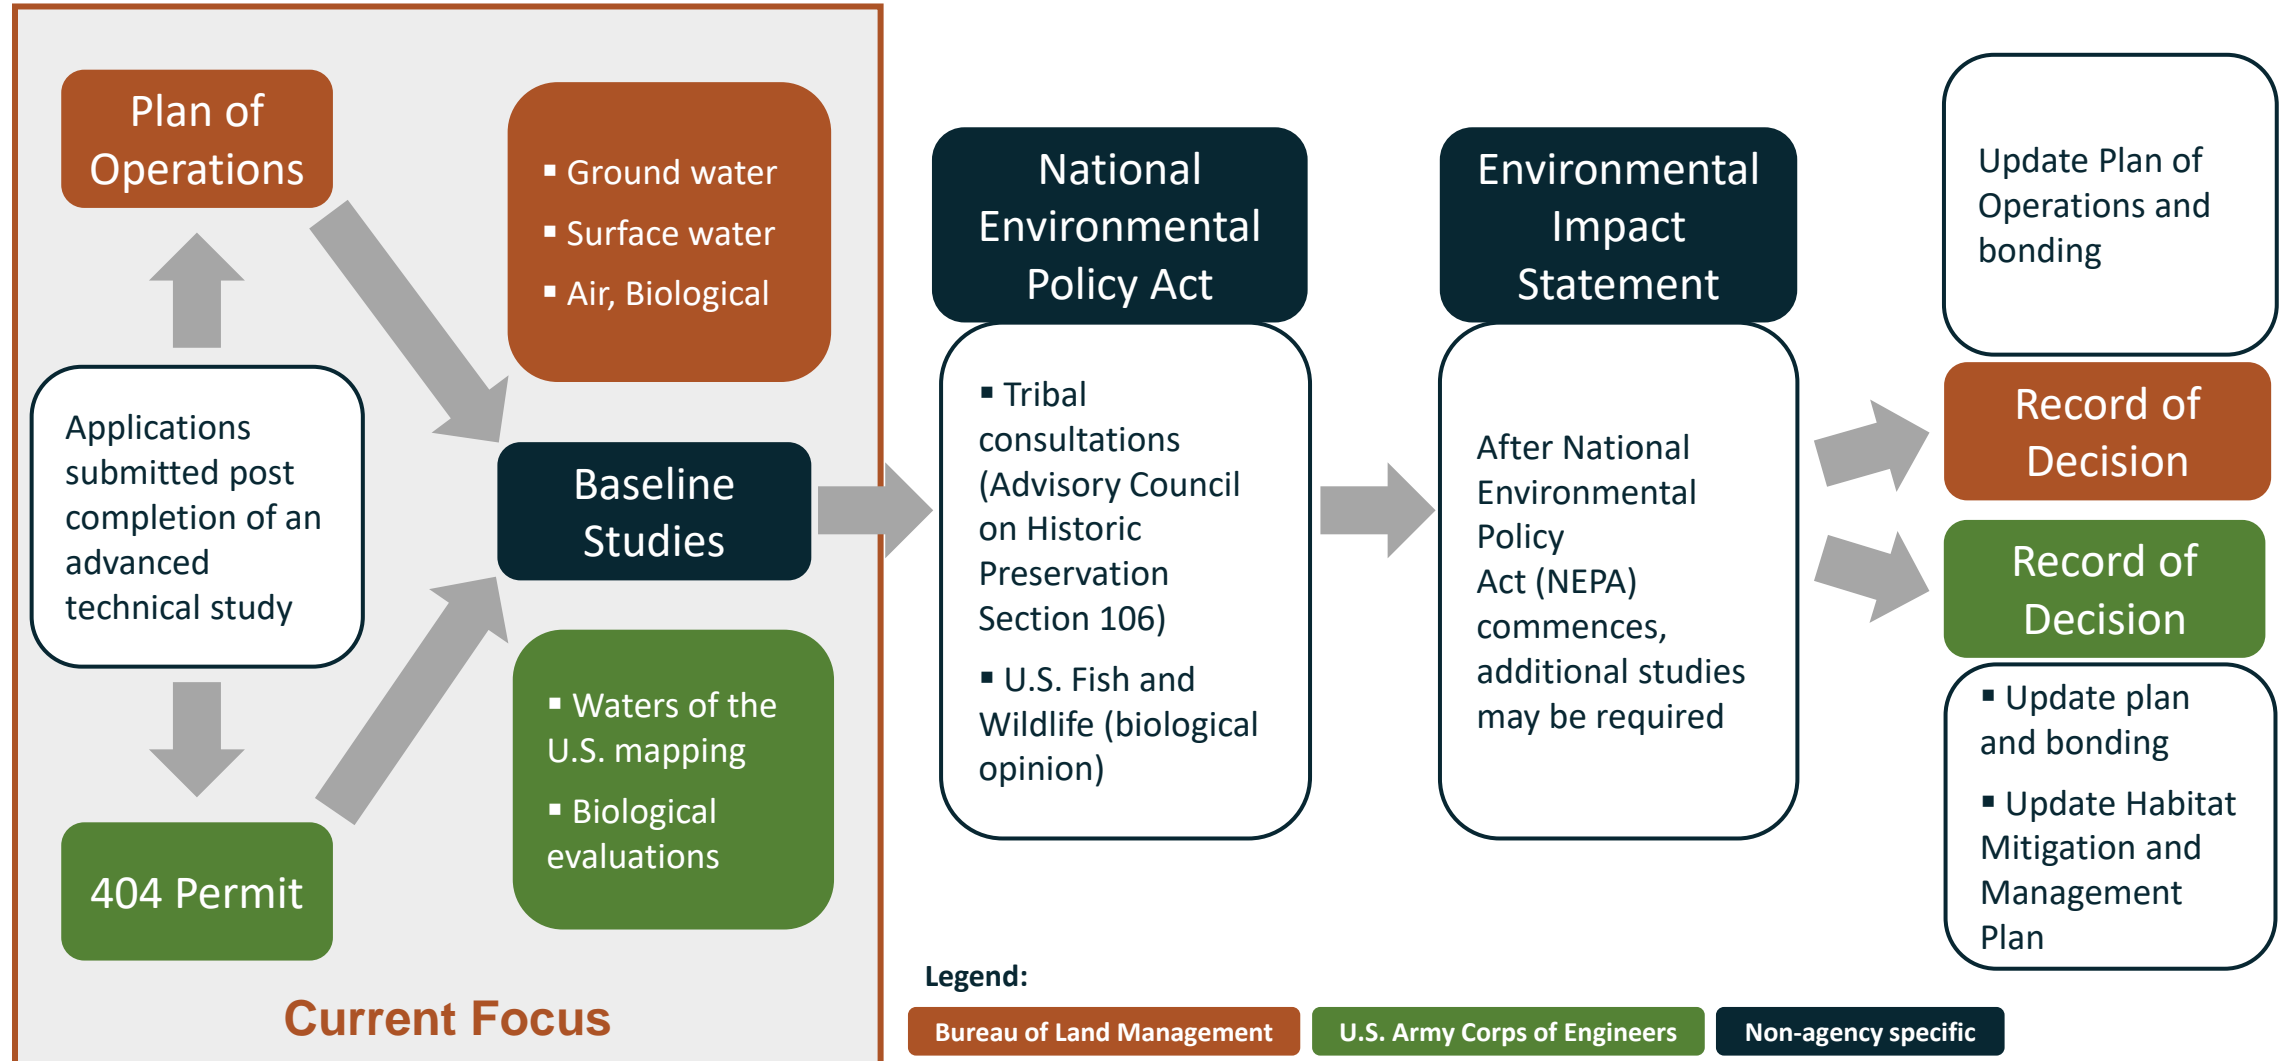 Plan of
Operations
Applications
submitted post
completion of an
advanced
technical study
404 Permit
▪ Ground water
▪ Surface water
▪ Air, Biological
Baseline
Studies
▪ Waters of the
U.S. mapping
▪ Biological
evaluations
Current Focus
National
Environmental
Policy Act
▪ Tribal
consultations
(Advisory Council
on Historic
Preservation
Section 106)
▪ U.S. Fish and
Wildlife (biological
opinion)
Environmental
Impact
Statement
After National
Environmental
Policy
Act (NEPA)
commences,
additional studies
may be required
Update Plan of
Operations and
bonding
Record of
Decision
Record of
Decision
▪ Update plan
and bonding
▪ Update Habitat
Mitigation and
Management
Plan
Legend:
Bureau of Land Management
U.S. Army Corps of Engineers
Non-agency specific